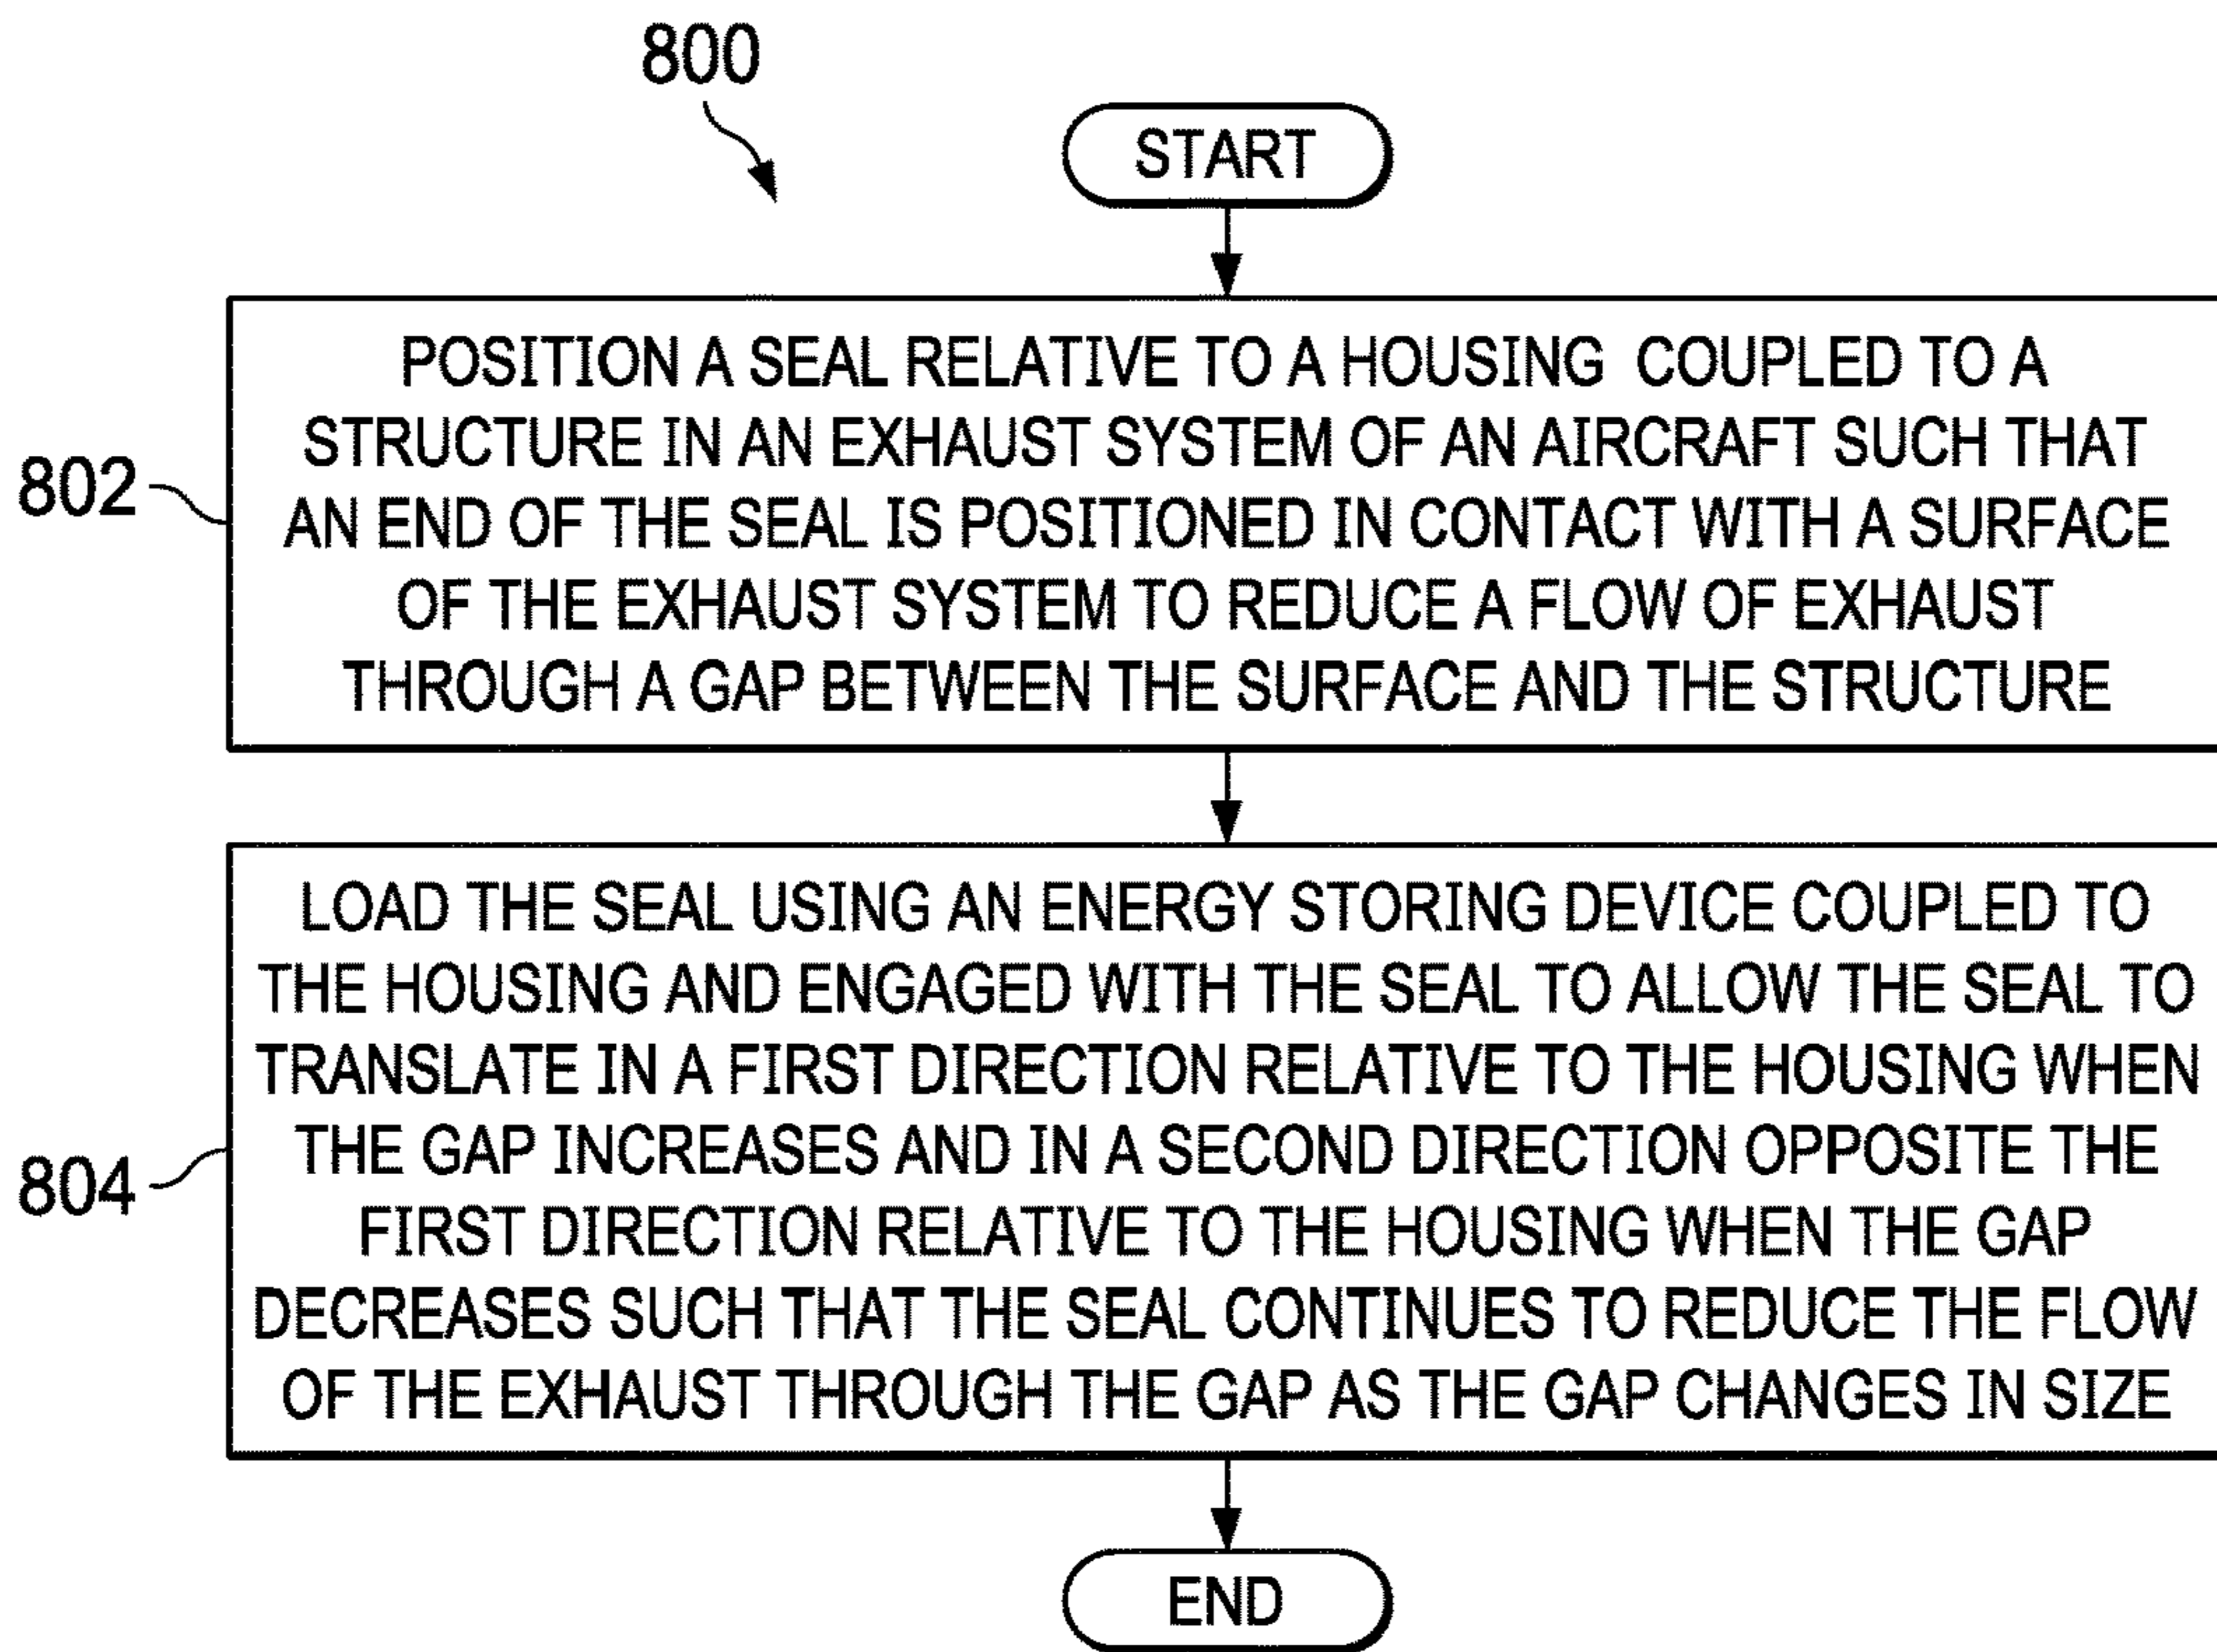 800
START
802
POSITION A SEAL RELATIVE TO A HOUSING COUPLED TO A
STRUCTURE IN AN EXHAUST SYSTEM OF AN AIRCRAFT SUCH THAT
AN END OF THE SEAL IS POSITIONED IN CONTACT WITH A SURFACE
OF THE EXHAUST SYSTEM TO REDUCE A FLOW OF EXHAUST
THROUGH A GAP BETWEEN THE SURFACE AND THE STRUCTURE
804
LOAD THE SEAL USING AN ENERGY STORING DEVICE COUPLED TO
THE HOUSING AND ENGAGED WITH THE SEAL TO ALLOW THE SEAL TO
TRANSLATE IN A FIRST DIRECTION RELATIVE TO THE HOUSING WHEN
THE GAP INCREASES AND IN A SECOND DIRECTION OPPOSITE THE
FIRST DIRECTION RELATIVE TO THE HOUSING WHEN THE GAP
DECREASES SUCH THAT THE SEAL CONTINUES TO REDUCE THE FLOW
OF THE EXHAUST THROUGH THE GAP AS THE GAP CHANGES IN SIZE
END